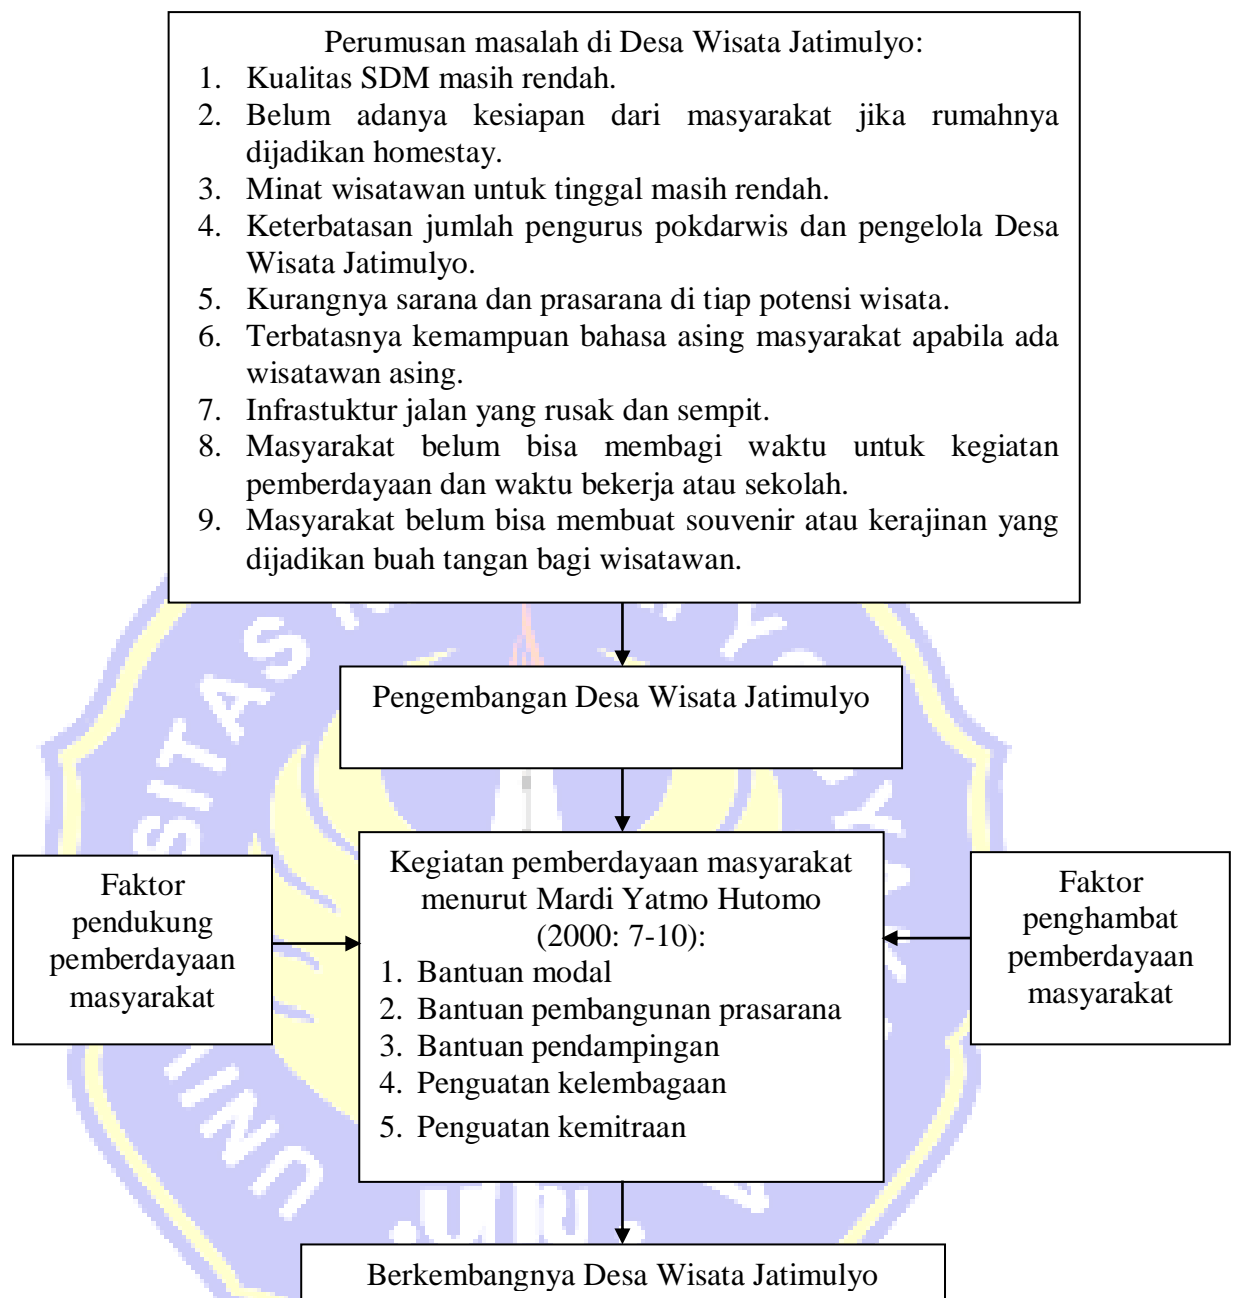 Perumusan masalah di Desa Wisata Jatimulyo:
1. Kualitas SDM masih rendah.
2. Belum adanya kesiapan dari masyarakat jika rumahnya
dijadikan homestay.
3. Minat wisatawan untuk tinggal masih rendah.
4. Keterbatasan jumlah pengurus pokdarwis dan pengelola Desa
Wisata Jatimulyo.
5. Kurangnya sarana dan prasarana di tiap potensi wisata.
6. Terbatasnya kemampuan bahasa asing masyarakat apabila ada
wisatawan asing.
7. Infrastuktur jalan yang rusak dan sempit.
8. Masyarakat belum bisa membagi waktu untuk kegiatan
pemberdayaan dan waktu bekerja atau sekolah.
9. Masyarakat belum bisa membuat souvenir atau kerajinan yang
dijadikan buah tangan bagi wisatawan.
Pengembangan Desa Wisata Jatimulyo
Faktor
pendukung
pemberdayaan
masyarakat
Kegiatan pemberdayaan masyarakat
menurut Mardi Yatmo Hutomo
(2000: 7-10):
1. Bantuan modal
2. Bantuan pembangunan prasarana
3. Bantuan pendampingan
4. Penguatan kelembagaan
5. Penguatan kemitraan
Faktor
penghambat
pemberdayaan
masyarakat
Berkembangnya Desa Wisata Jatimulyo